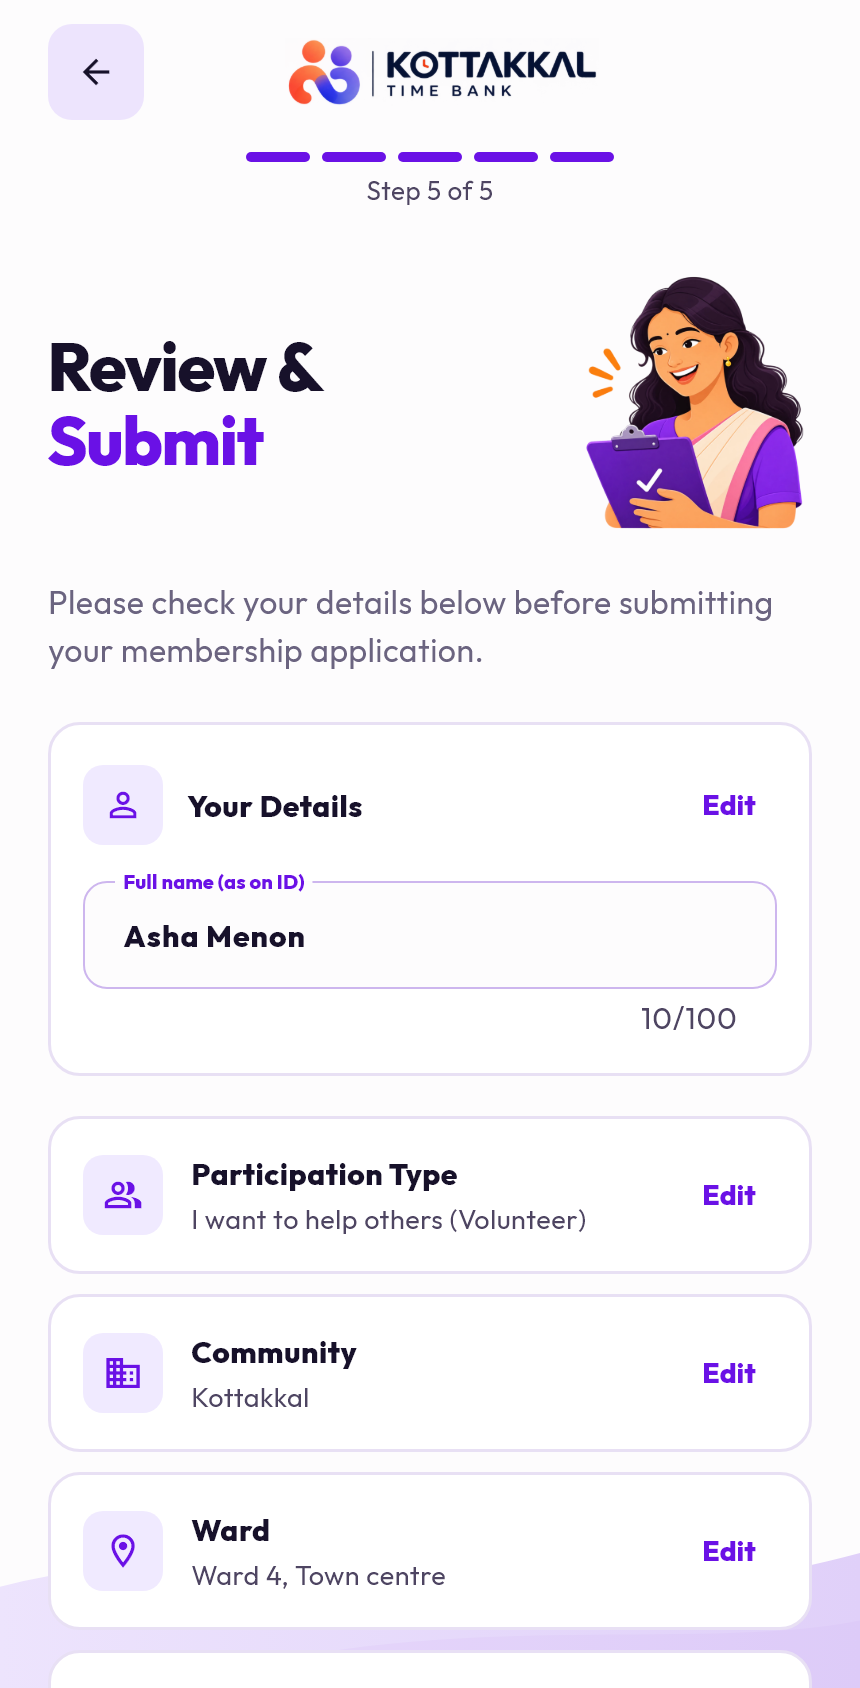 KOTTAKKAL
TIME BANK
Step 5 of 5
Review &
Submit
Please check your details below before submitting
your membership application.
Your Details
Edit
Full name (as on ID)
Asha Menon
10/100
Participation Type
I want to help others (Volunteer)
Edit
Community
Kottakkal
Edit
Ward
Ward 4, Town centre
Edit